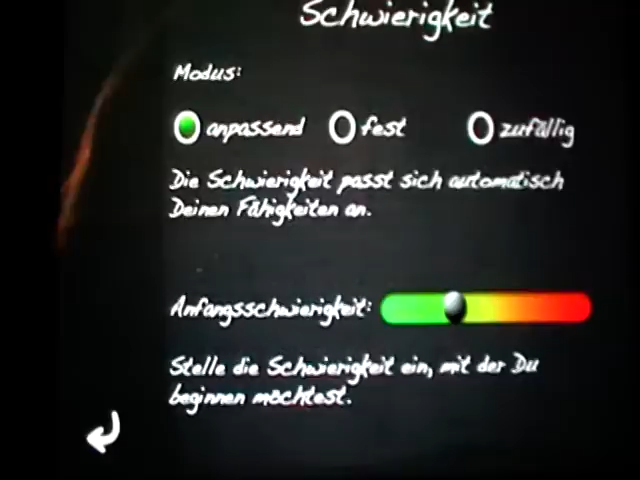 Schwierigkeit
Modus:
anpassend fest zufällig
Die Schwierigkeit passt sich automatisch
Deinen Fähigkeiten an.
Anfangsschwierigkeit:
Stelle die Schwierigkeit ein, mit der Du
beginnen möchtest.